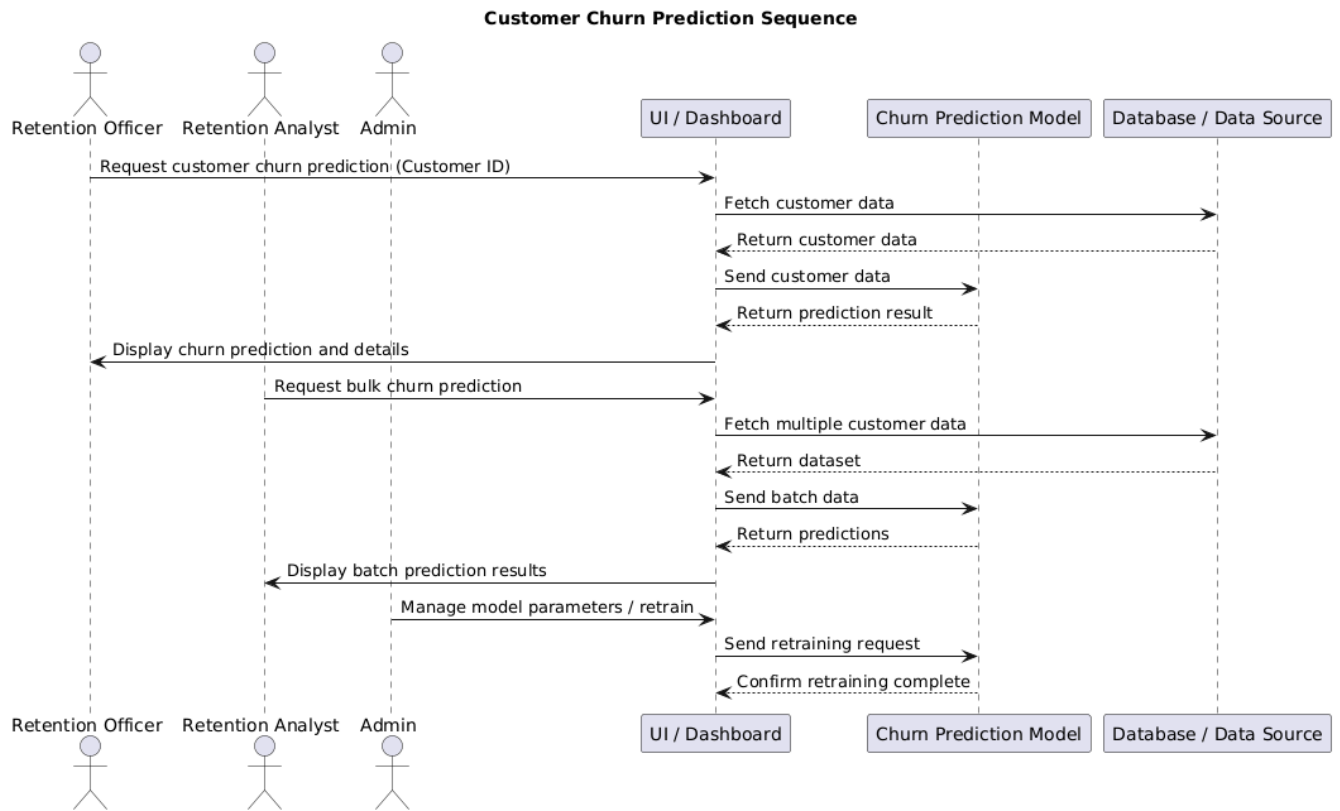 Customer Churn Prediction Sequence
Retention Officer
Retention Analyst
Admin
UI / Dashboard
Churn Prediction Model
Database / Data Source
Request customer churn prediction (Customer ID)
Fetch customer data
Return customer data
Send customer data
Return prediction result
Display churn prediction and details
Request bulk churn prediction
Fetch multiple customer data
Return dataset
Send batch data
Return predictions
Display batch prediction results
Manage model parameters / retrain
Send retraining request
Confirm retraining complete
Retention Officer
Retention Analyst
Admin
UI / Dashboard
Churn Prediction Model
Database / Data Source